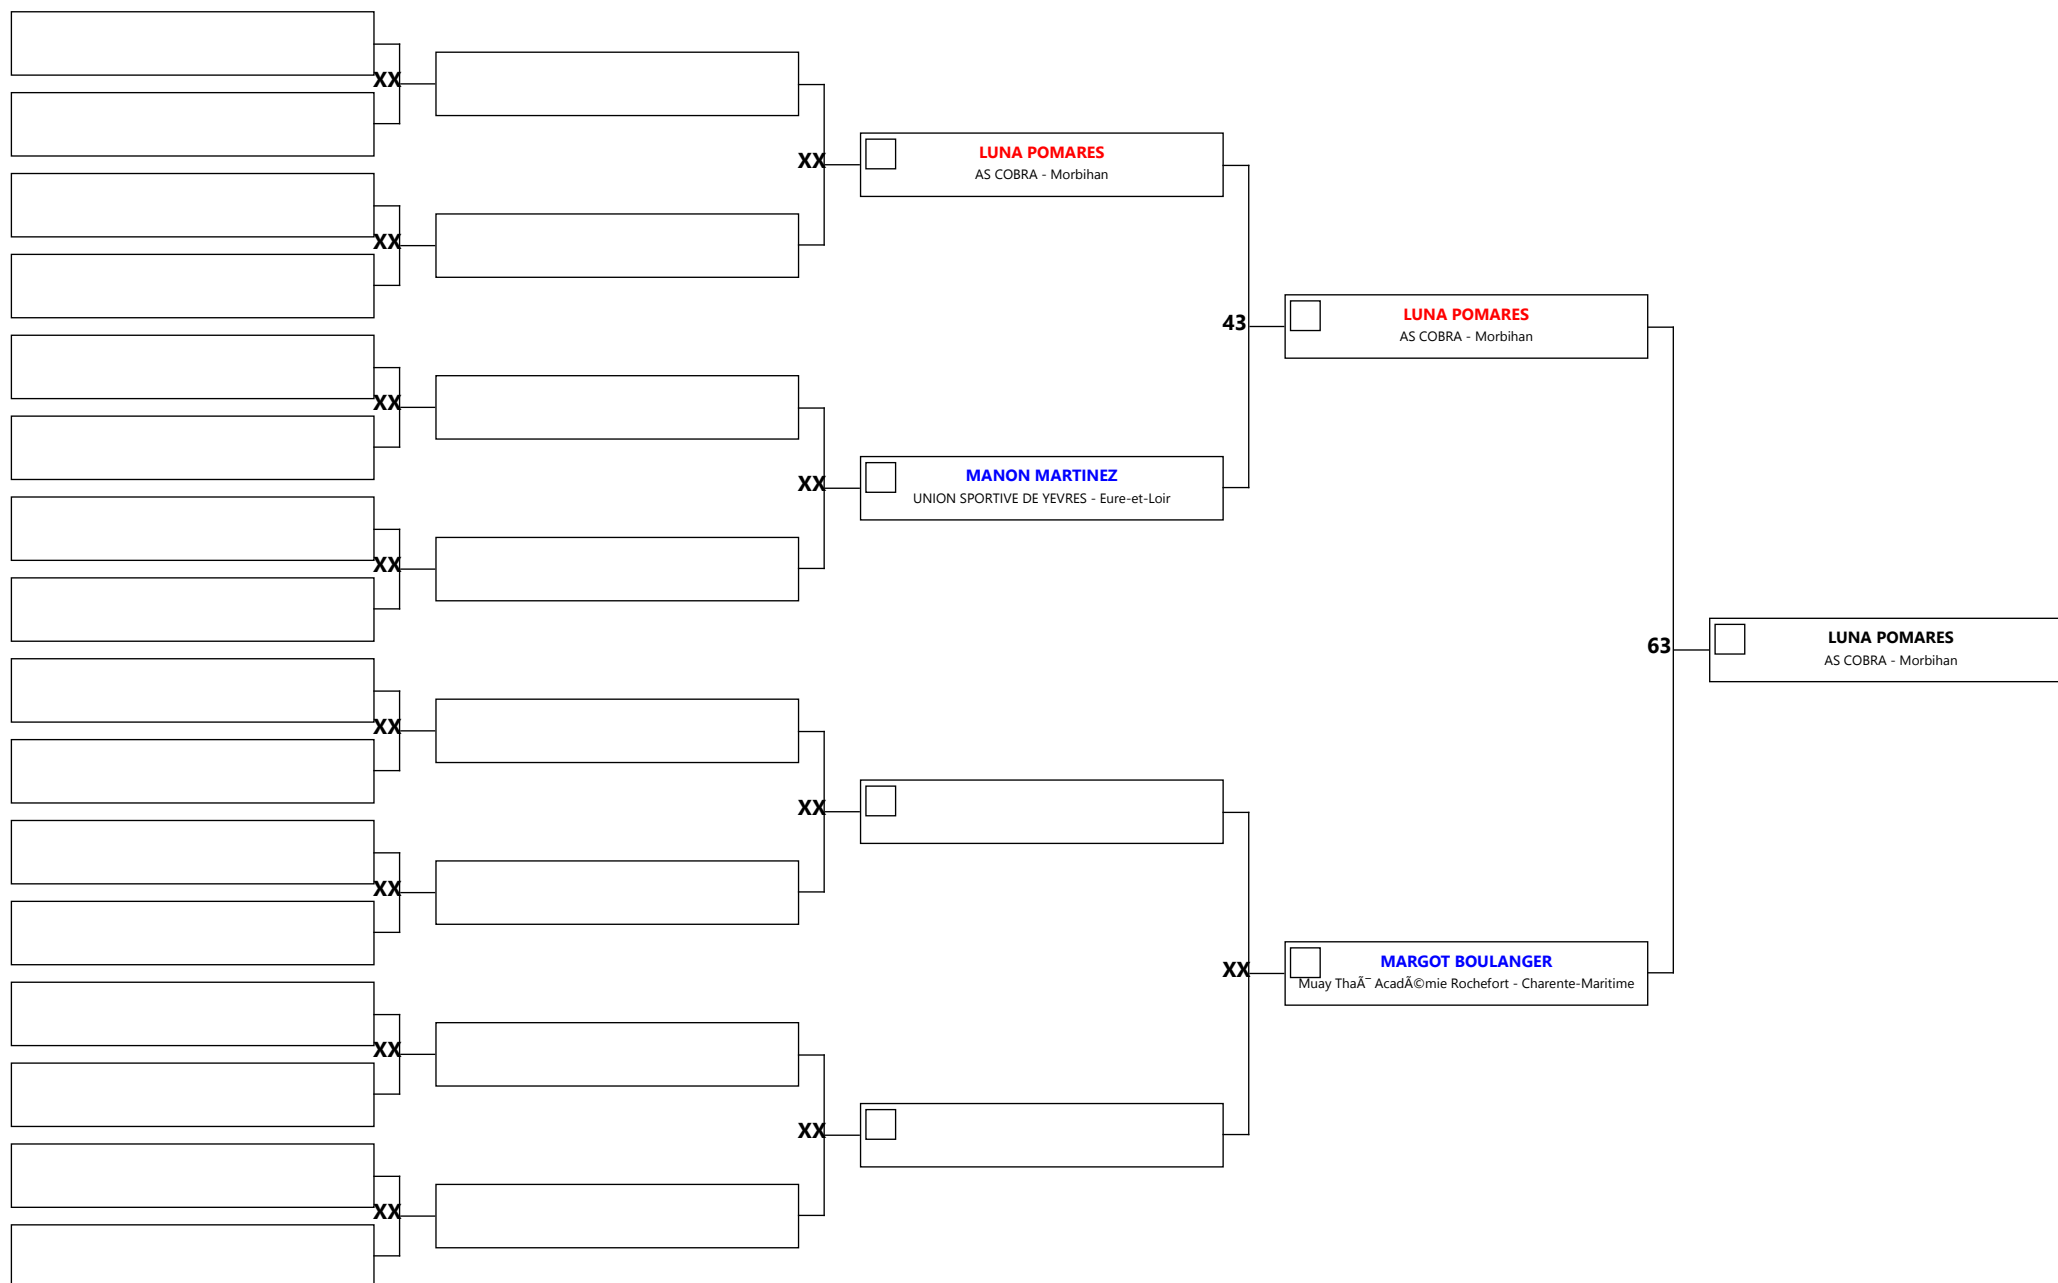 XX
XX
XX
XX
XX
XX
XX
XX
XX
LUNA POMARES
AS COBRA - Morbihan
XX
MANON MARTINEZ
UNION SPORTIVE DE YEVRES - Eure-et-Loir
XX
XX
43
LUNA POMARES
AS COBRA - Morbihan
XX
MARGOT BOULANGER
Muay ThaÃ¯ AcadÃ©mie Rochefort - Charente-Maritime
63
LUNA POMARES
AS COBRA - Morbihan